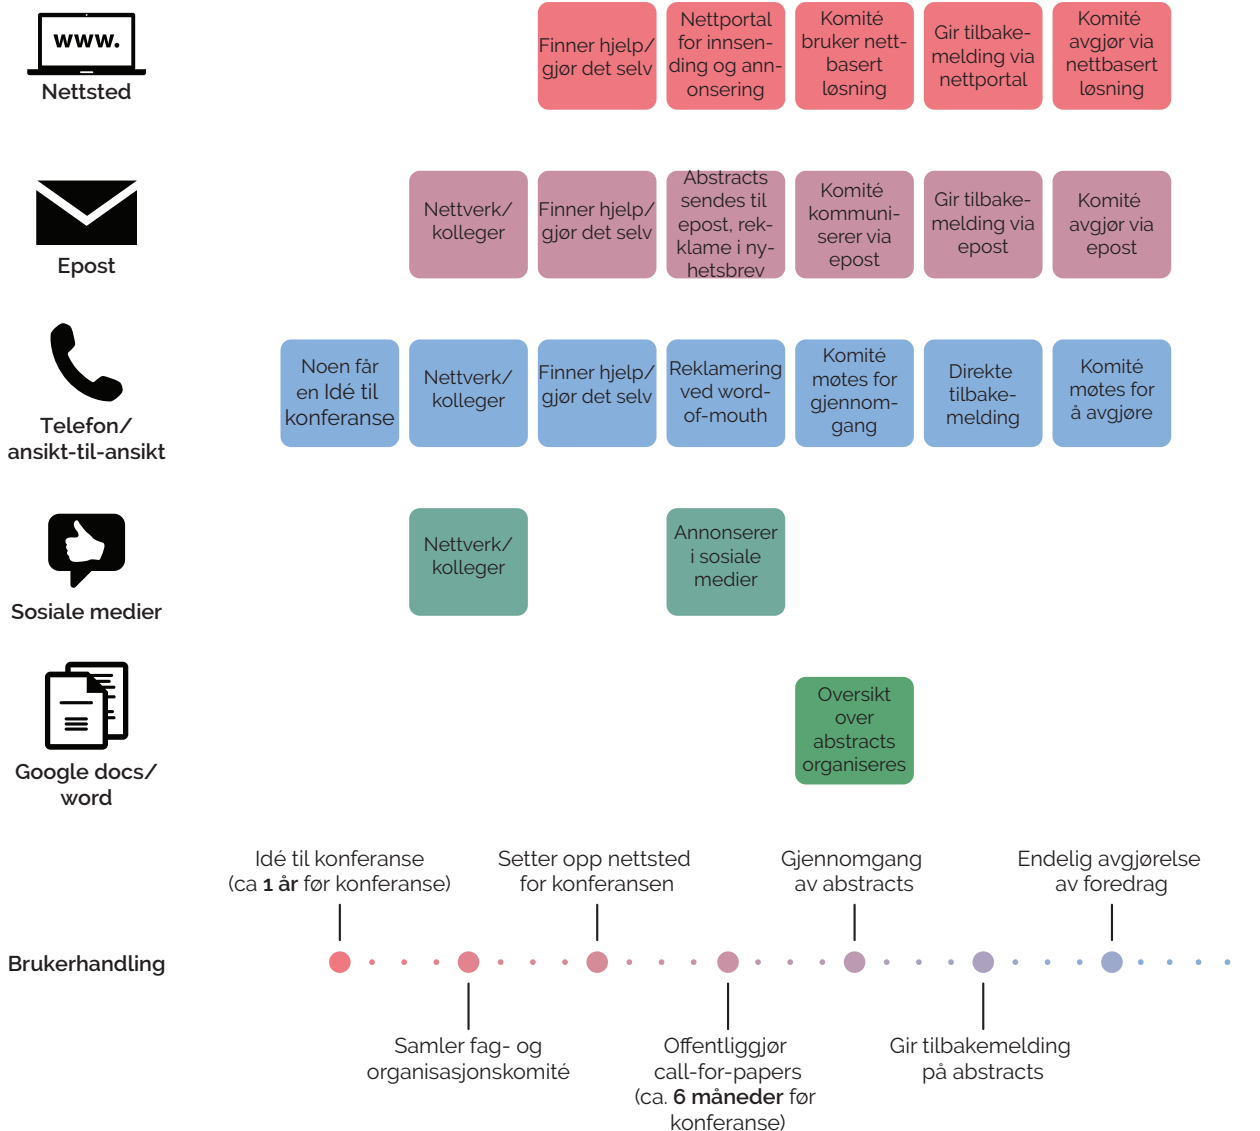 www.
Nettsted
Finner hjelp/
gjør det selv
Nettportal
for innsen-
ding og ann-
onsering
Komité
bruker nett-
basert
løsning
Gir tilbake-
melding via
nettportal
Komité
avgjør via
nettbasert
løsning
Epost
Nettverk/
kolleger
Finner hjelp/
gjør det selv
Abstracts
sendes til
epost, rek-
klame i ny-
hetsbrev
Komité
kommuni-
serer via
epost
Gir tilbake-
melding via
epost
Komité
avgjør via
epost
Telefon/
ansikt-til-ansikt
Noen får
en Idé til
konferanse
Nettverk/
kolleger
Finner hjelp/
gjør det selv
Reklamering
ved word-
of-mouth
Komité
møtes for
gjennom-
gang
Direkte
tilbake-
melding
Komité
møtes for
å avgjøre
Sosiale medier
Nettverk/
kolleger
Annonserer
i sosiale
medier
Google docs/
word
Oversikt
over
abstracts
organiseres
Idé til konferanse
(ca 1 år før konferanse)
Setter opp nettsted
for konferansen
Gjennomgang
av abstracts
Endelig avgjørelse
av foredrag
Brukerhandling
Samler fag- og
organisasjonskomité
Offentliggjør
call-for-papers
(ca. 6 måneder før
konferanse)
Gir tilbakemelding
på abstracts